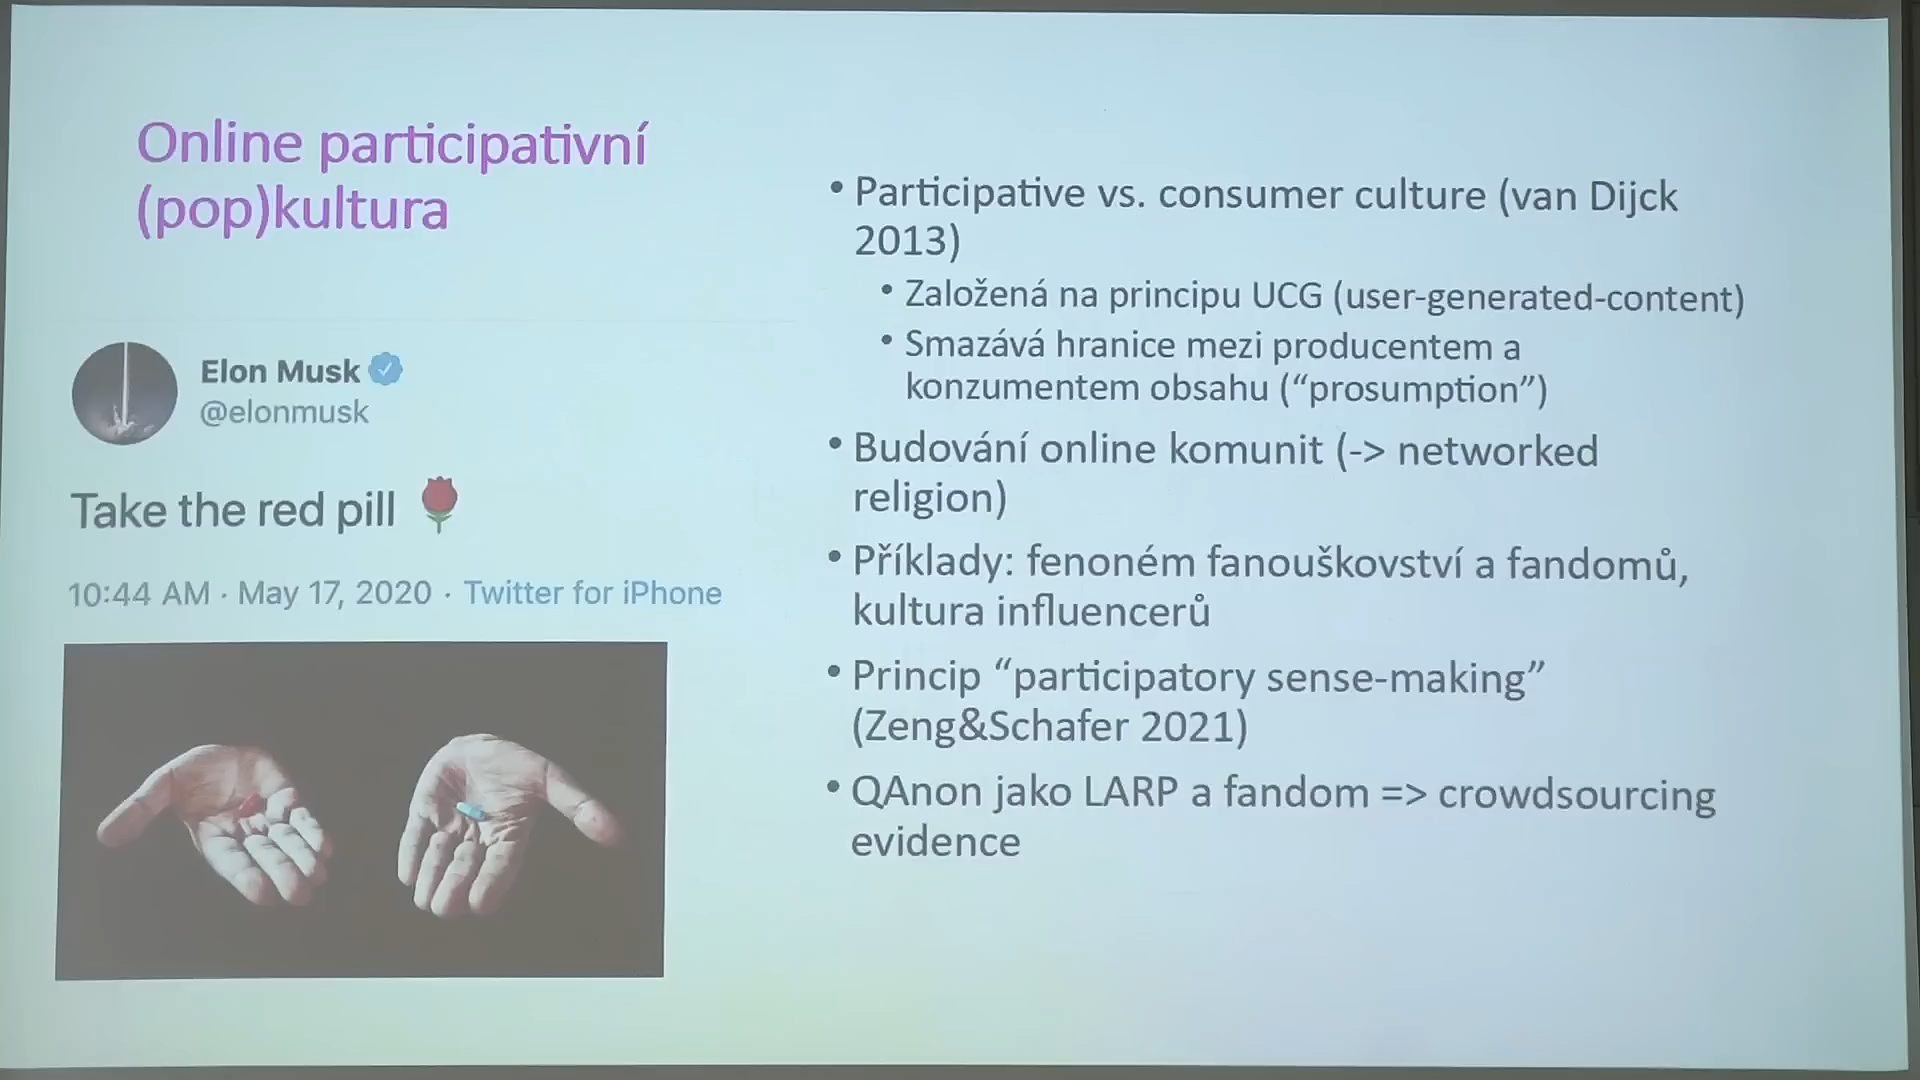 Online participativní
(pop)kultura
Elon Musk
@elonmusk
Take the red pill 🌹
10:44 AM · May 17, 2020 · Twitter for iPhone
• Participative vs. consumer culture (van Dijck
2013)
• Založená na principu UCG (user-generated-content)
• Smazává hranice mezi producentem a
konzumentem obsahu (“prosumption”)
• Budování online komunit (-> networked
religion)
• Příklady: fenoném fanouškovství a fandomů,
kultura influencerů
• Princip “participatory sense-making”
(Zeng&Schafer 2021)
• QAnon jako LARP a fandom => crowdsourcing
evidence